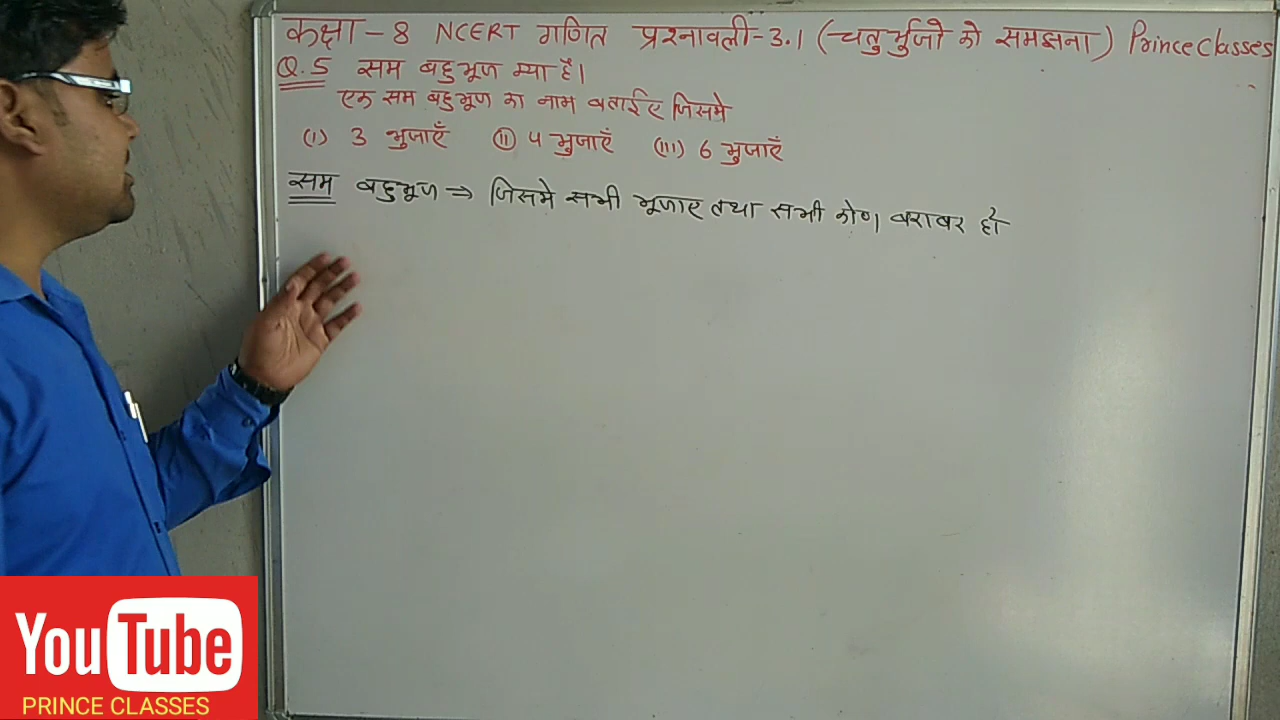 कक्षा - 8 NCERT गणित प्रश्नावली - 3.1 (चतुर्भुजो को समझना) Prince Classes
Q.5 सम बहुभूज क्या है।
एक सम बहुभूज का नाम बताईए जिसमे
(i) 3 भुजाएँ (ii) 4 भुजाएँ (iii) 6 भुजाएँ
सम बहुभूज ⇒ जिसमे सभी भूजाए तथा सभी कोण बराबर हो
YouTube
PRINCE CLASSES